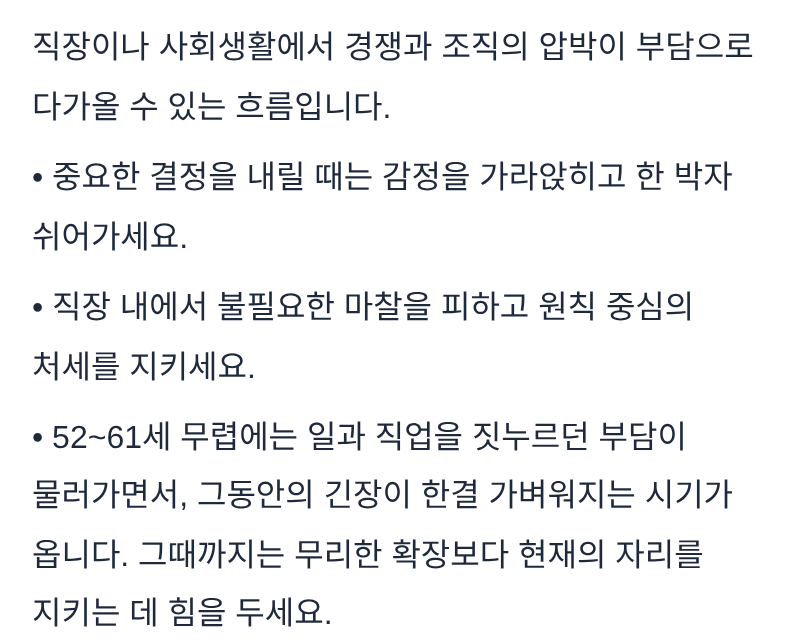 직장이나 사회생활에서 경쟁과 조직의 압박이 부담으로
다가올 수 있는 흐름입니다.
• 중요한 결정을 내릴 때는 감정을 가라앉히고 한 박자
쉬어가세요.
• 직장 내에서 불필요한 마찰을 피하고 원칙 중심의
처세를 지키세요.
• 52~61세 무렵에는 일과 직업을 짓누르던 부담이
물러가면서, 그동안의 긴장이 한결 가벼워지는 시기가
옵니다. 그때까지는 무리한 확장보다 현재의 자리를
지키는 데 힘을 두세요.